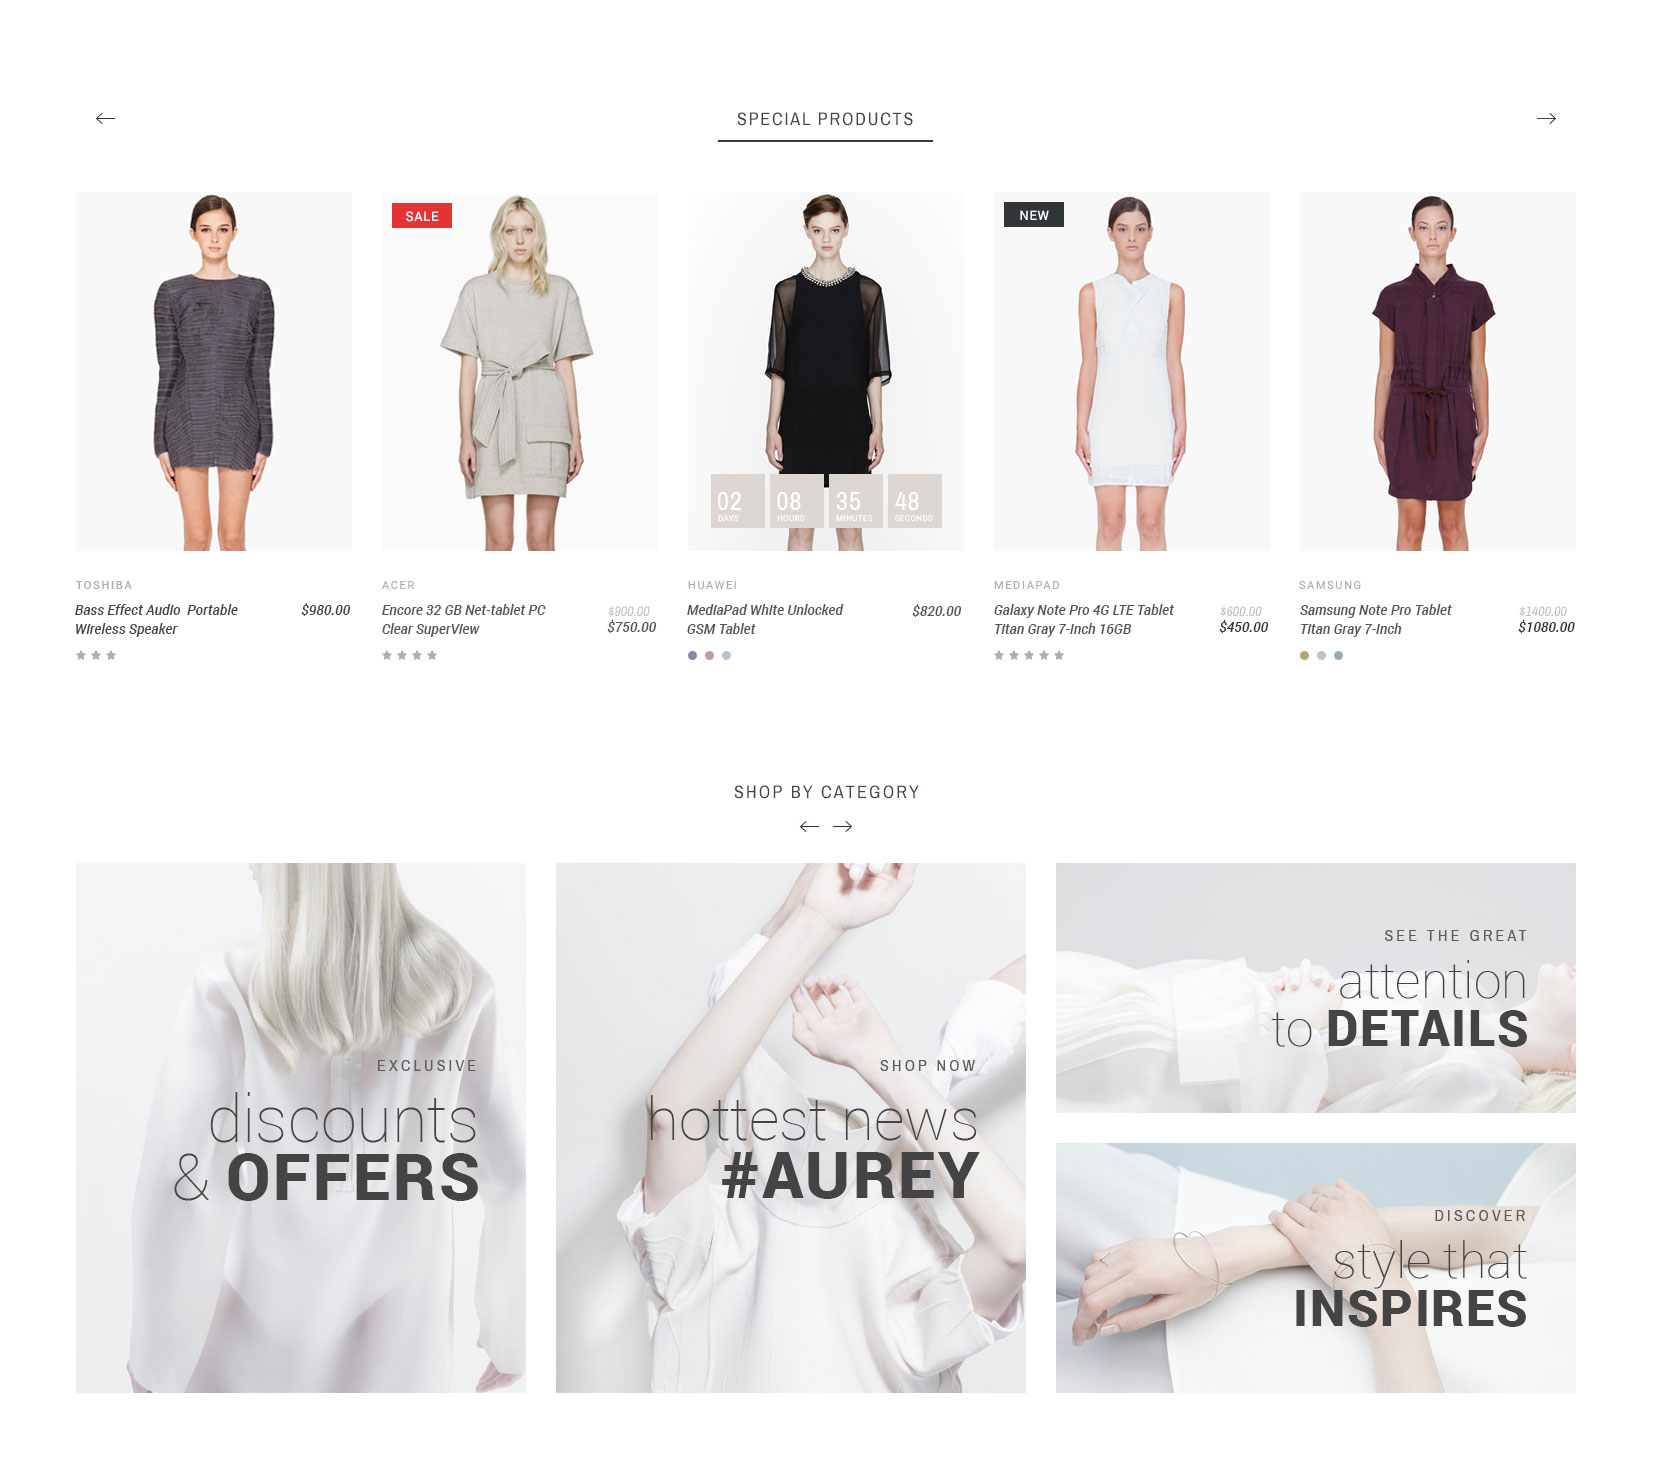 SPECIAL PRODUCTS
SALE
NEW
02 08 35 48
DAYS HOURS MINUTES SECONDS
TOSHIBA
Bass Effect Audio Portable
Wireless Speaker
$980.00
ACER
Encore 32 GB Net-tablet PC
Clear SuperView
$900.00
$750.00
HUAWEI
MediaPad White Unlocked
GSM Tablet
$820.00
MEDIAPAD
Galaxy Note Pro 4G LTE Tablet
Titan Gray 7-Inch 16GB
$600.00
$450.00
SAMSUNG
Samsung Note Pro Tablet
Titan Gray 7-Inch
$1400.00
$1080.00
SHOP BY CATEGORY
EXCLUSIVE
discounts
& OFFERS
SHOP NOW
hottest news
#AUREY
SEE THE GREAT
attention
to DETAILS
DISCOVER
style that
INSPIRES